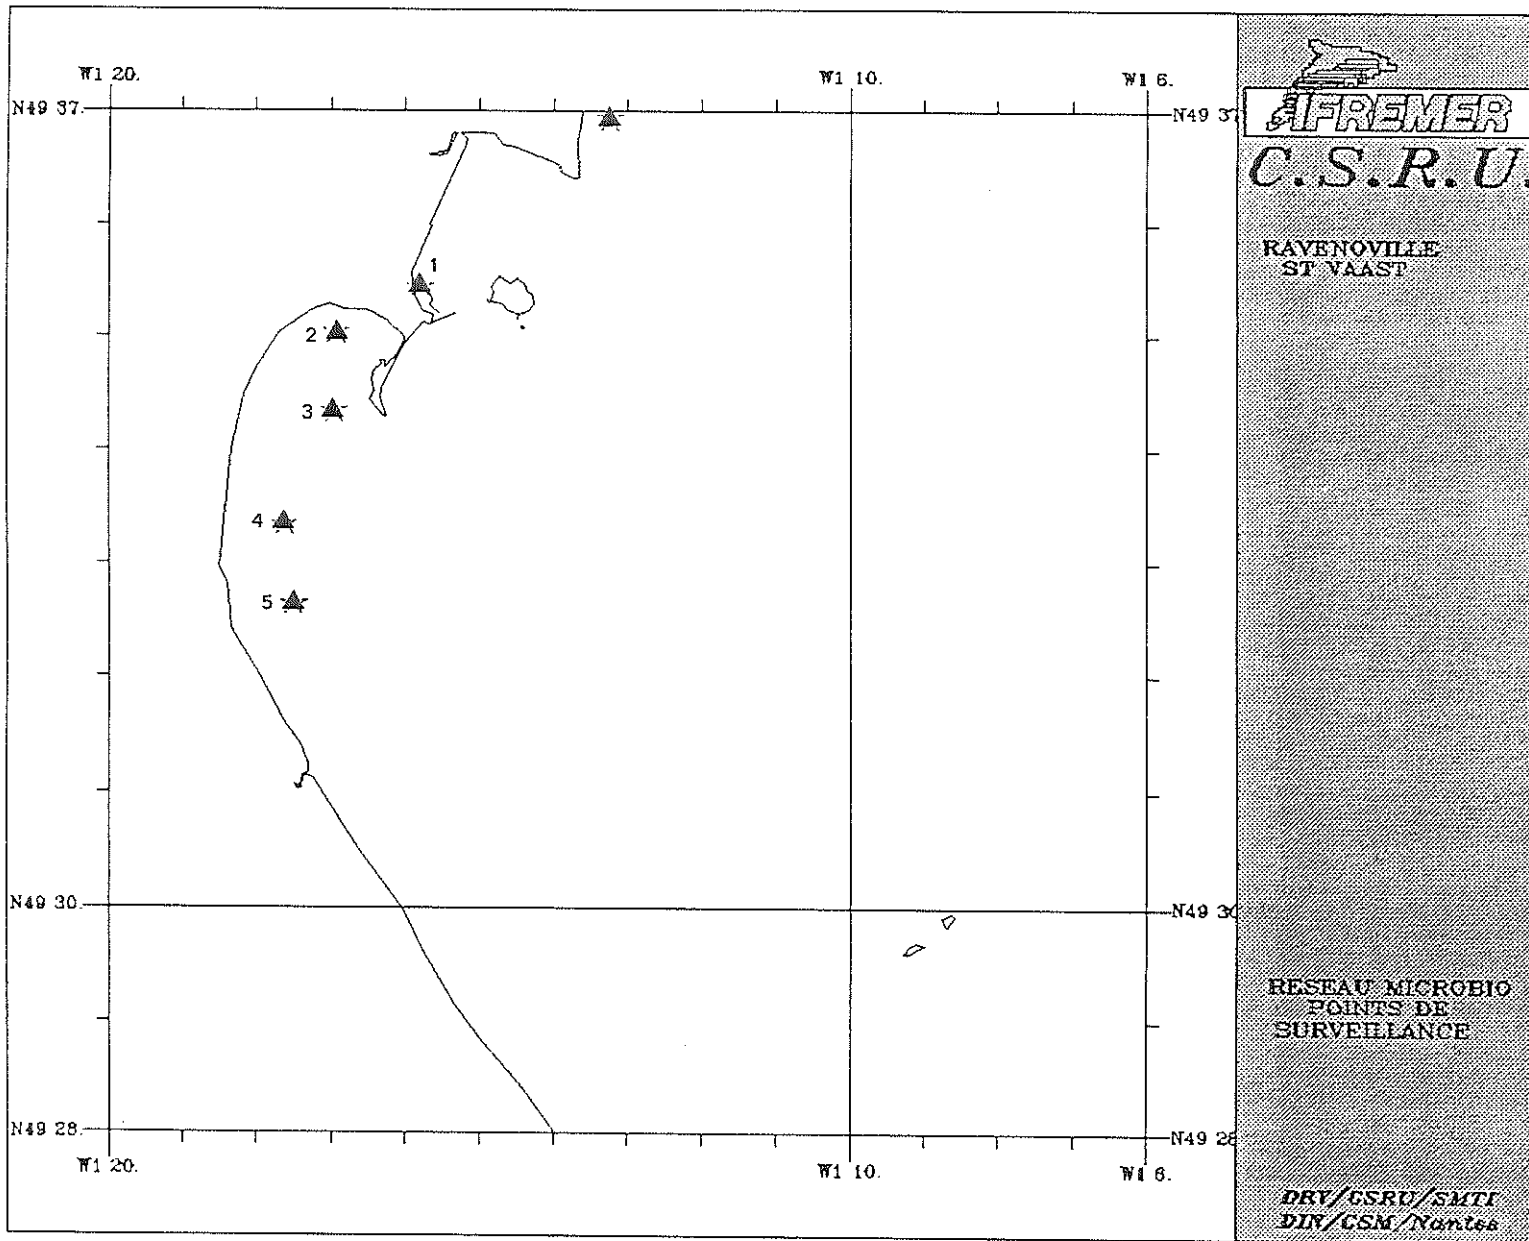 W1 20.
W1 10.
W1 6.
N49 37.
N49 37
IFREMER
C.S.R.U.
RAVENOVILLE
ST VAAST
1
2
3
4
5
N49 30.
N49 30
RESEAU MICROBIO
POINTS DE
SURVEILLANCE
N49 28.
N49 28
W1 20.
W1 10.
W1 6.
DRV/CSRU/SMTI
DIN/CSM/Nantes